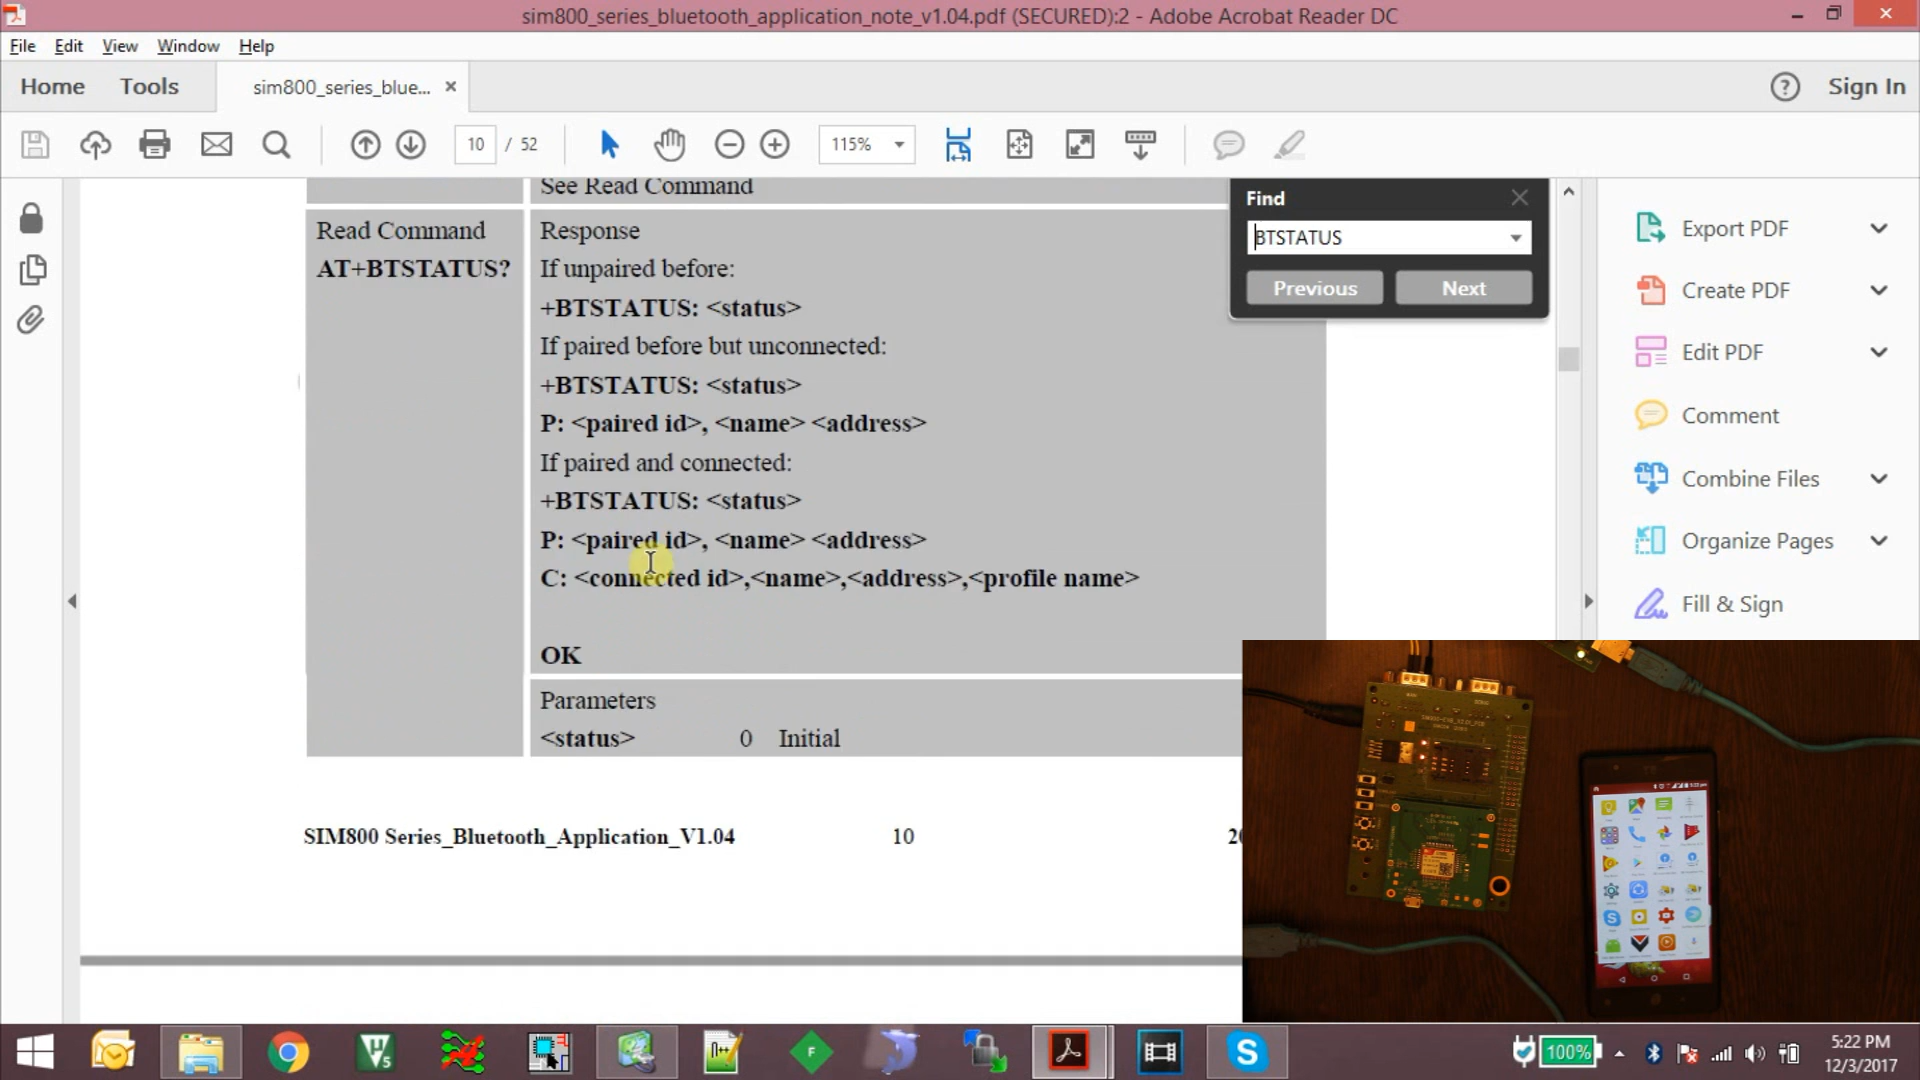 sim800_series_bluetooth_application_note_v1.04.pdf (SECURED):2 - Adobe Acrobat Reader DC
File Edit View Window Help
Home Tools sim800_series_blue... Sign In
10 / 52 115%
See Read Command
Read Command
AT+BTSTATUS?
Response
If unpaired before:
+BTSTATUS: <status>
If paired before but unconnected:
+BTSTATUS: <status>
P: <paired id>, <name> <address>
If paired and connected:
+BTSTATUS: <status>
P: <paired id>, <name> <address>
C: <connected id>,<name>,<address>,<profile name>
OK
Parameters
<status> 0 Initial
SIM800 Series_Bluetooth_Application_V1.04 10 20
Find
BTSTATUS
Previous Next
Export PDF
Create PDF
Edit PDF
Comment
Combine Files
Organize Pages
Fill & Sign
100%
5:22 PM
12/3/2017